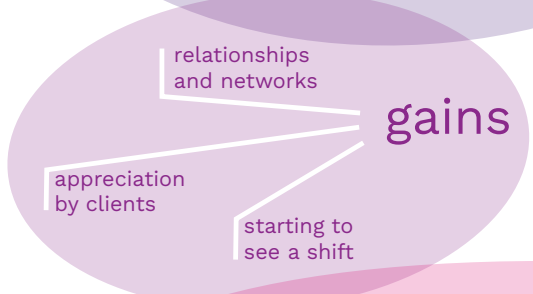 relationships
and networks
gains
appreciation
by clients
starting to
see a shift